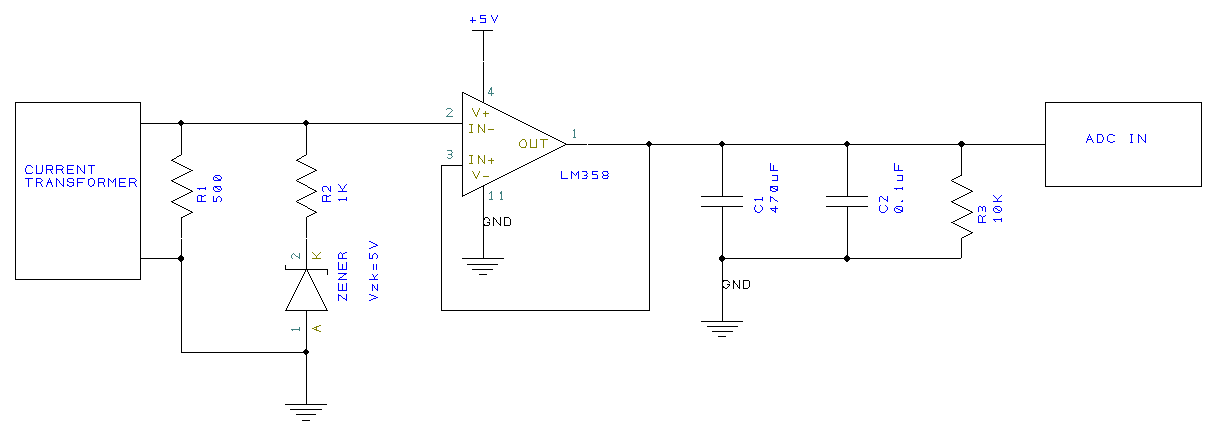 +5V
4
2
V+
IN-
CURRENT
TRANSFORMER
R1
500
R2
1K
3
IN+
V-
OUT
1
LM358
11
GND
C1
470uF
C2
0.1uF
R3
10K
ADC IN
2
K
ZENER
Vzk=5V
1
A
GND